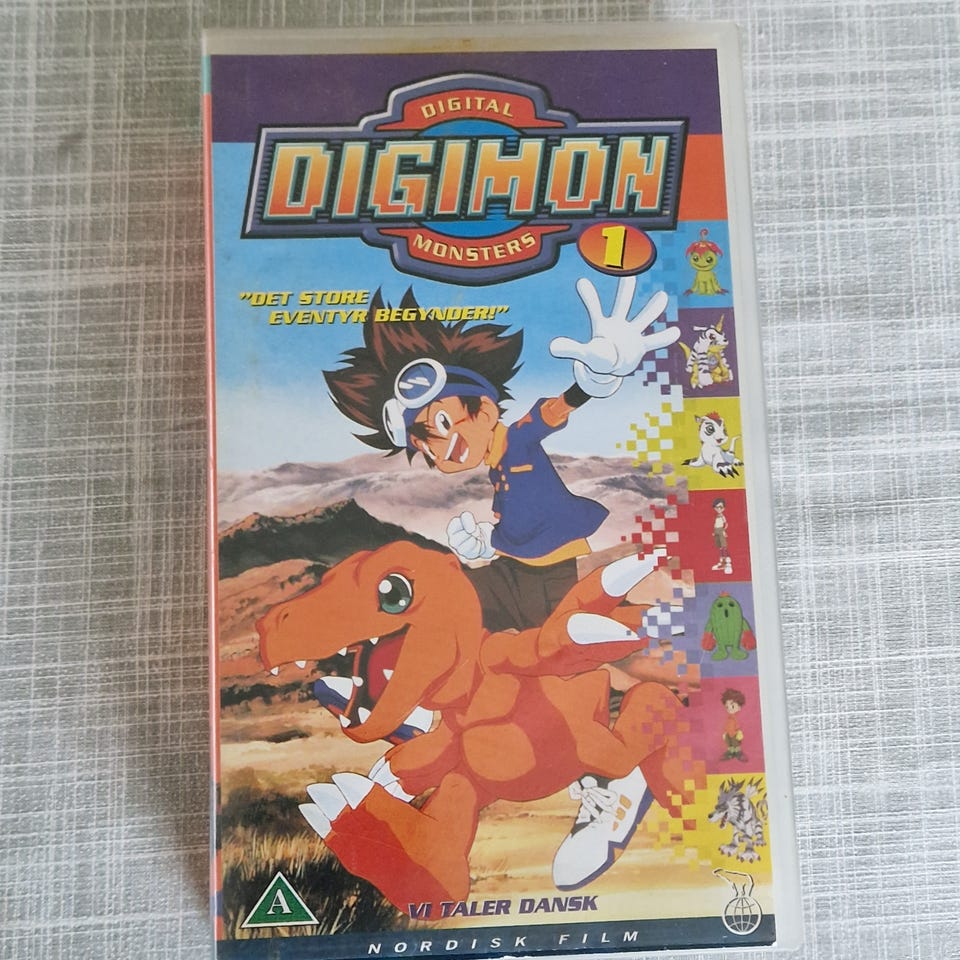 DIGITAL
DIGIMON
MONSTERS
1
"DET STORE
EVENTYR BEGYNDER!"
A
VI TALER DANSK
NORDISK FILM